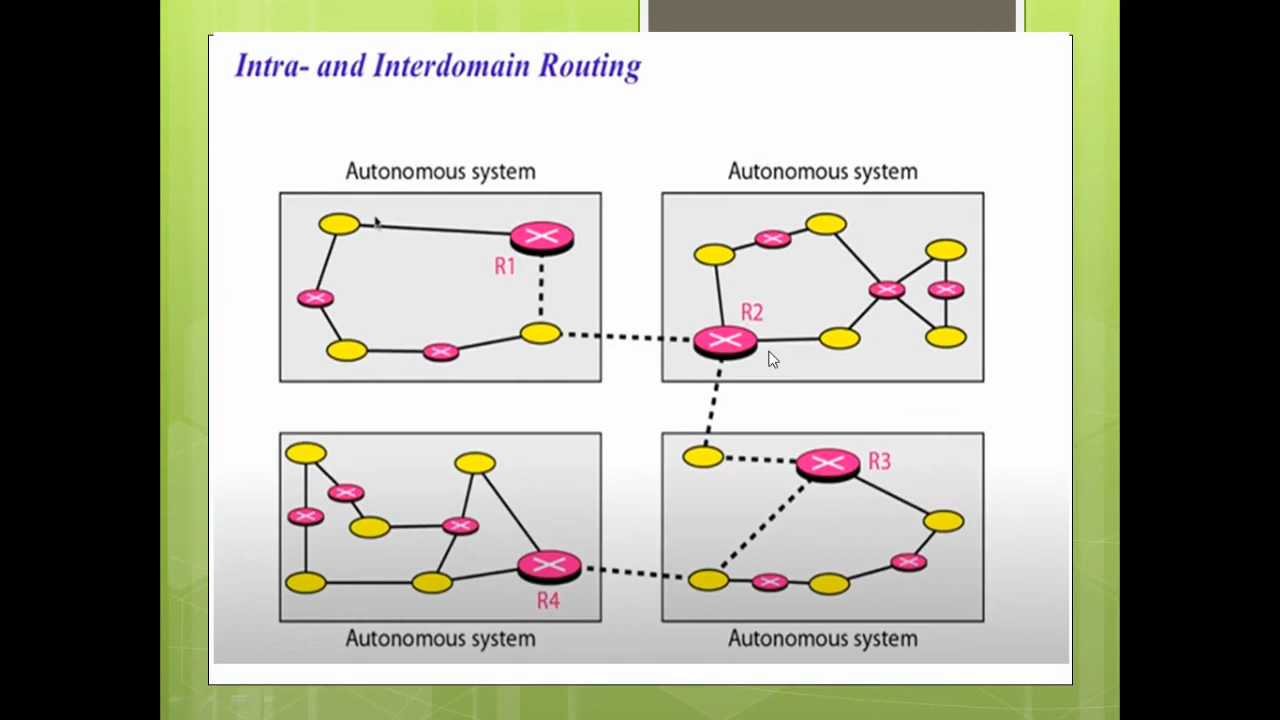 Intra- and Interdomain Routing
Autonomous system
Autonomous system
R1
R2
R3
R4
Autonomous system
Autonomous system